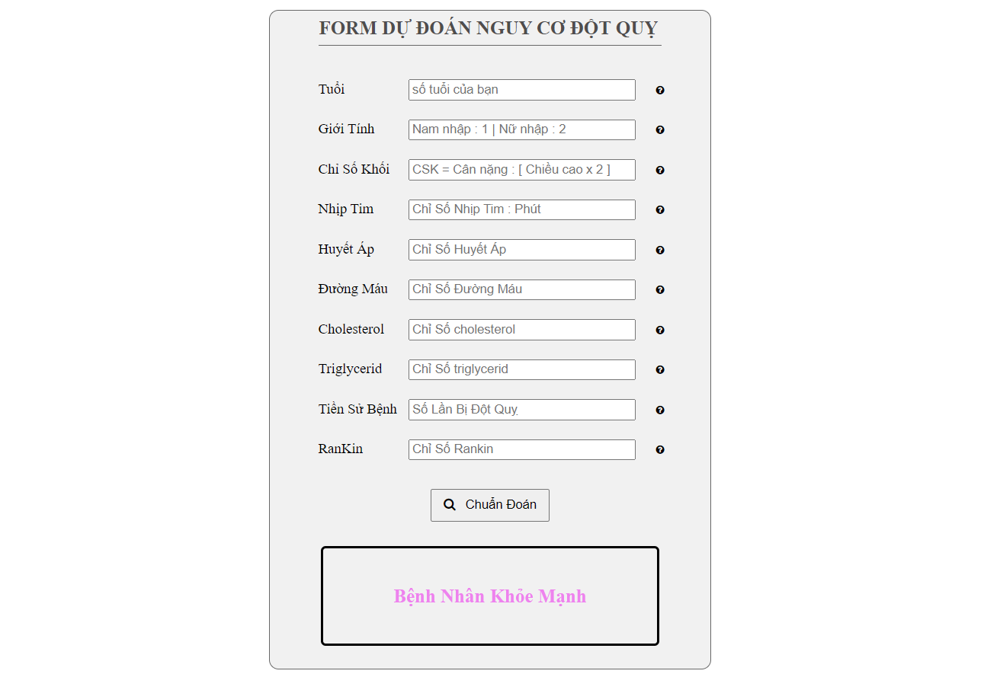 FORM DỰ ĐOÁN NGUY CƠ ĐỘT QUỴ
Tuổi số tuổi của bạn
Giới Tính Nam nhập : 1 | Nữ nhập : 2
Chỉ Số Khối CSK = Cân nặng : [ Chiều cao x 2 ]
Nhịp Tim Chỉ Số Nhịp Tim : Phút
Huyết Áp Chỉ Số Huyết Áp
Đường Máu Chỉ Số Đường Máu
Cholesterol Chỉ Số cholesterol
Triglycerid Chỉ Số triglycerid
Tiền Sử Bệnh Số Lần Bị Đột Quỵ
RanKin Chỉ Số Rankin
Chuẩn Đoán
Bệnh Nhân Khỏe Mạnh